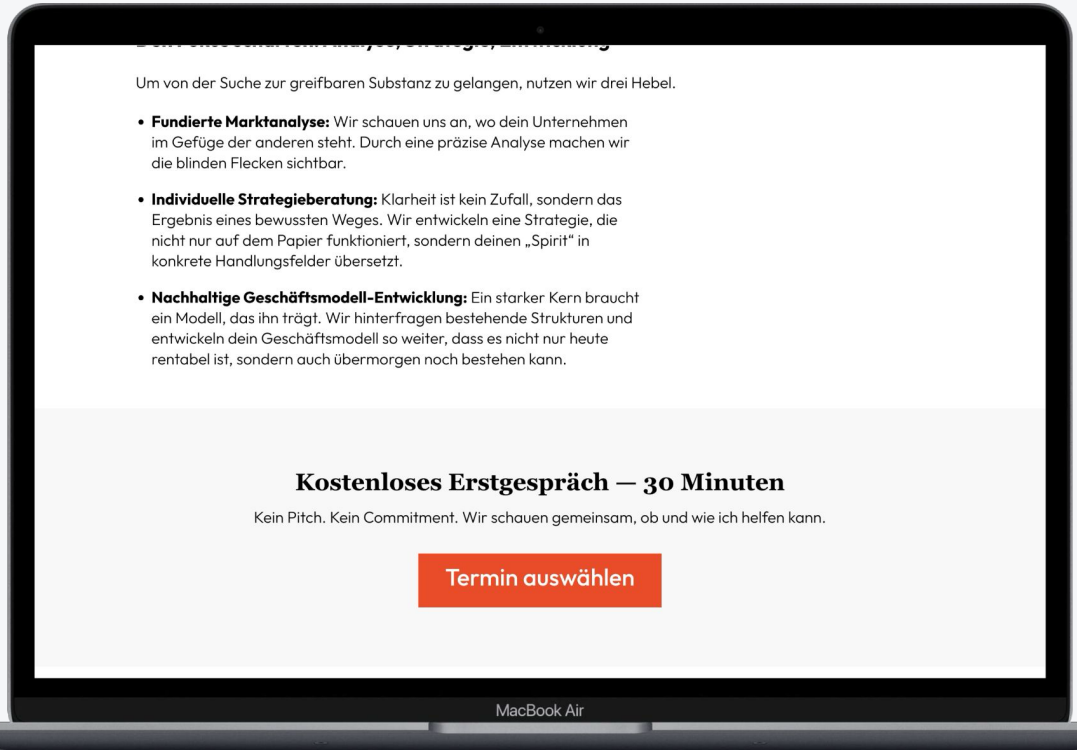 Um von der Suche zur greifbaren Substanz zu gelangen, nutzen wir drei Hebel.
• Fundierte Marktanalyse: Wir schauen uns an, wo dein Unternehmen
im Gefüge der anderen steht. Durch eine präzise Analyse machen wir
die blinden Flecken sichtbar.
• Individuelle Strategieberatung: Klarheit ist kein Zufall, sondern das
Ergebnis eines bewussten Weges. Wir entwickeln eine Strategie, die
nicht nur auf dem Papier funktioniert, sondern deinen „Spirit“ in
konkrete Handlungsfelder übersetzt.
• Nachhaltige Geschäftsmodell-Entwicklung: Ein starker Kern braucht
ein Modell, das ihn trägt. Wir hinterfragen bestehende Strukturen und
entwickeln dein Geschäftsmodell so weiter, dass es nicht nur heute
rentabel ist, sondern auch übermorgen noch bestehen kann.
Kostenloses Erstgespräch — 30 Minuten
Kein Pitch. Kein Commitment. Wir schauen gemeinsam, ob und wie ich helfen kann.
Termin auswählen
MacBook Air